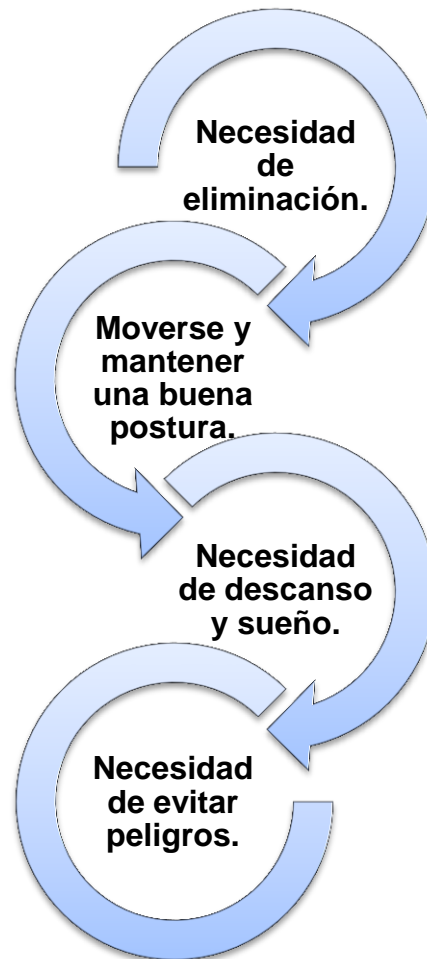 Necesidad
de
eliminación.
Moverse y
mantener
una buena
postura.
Necesidad
de descanso
y sueño.
Necesidad
de evitar
peligros.